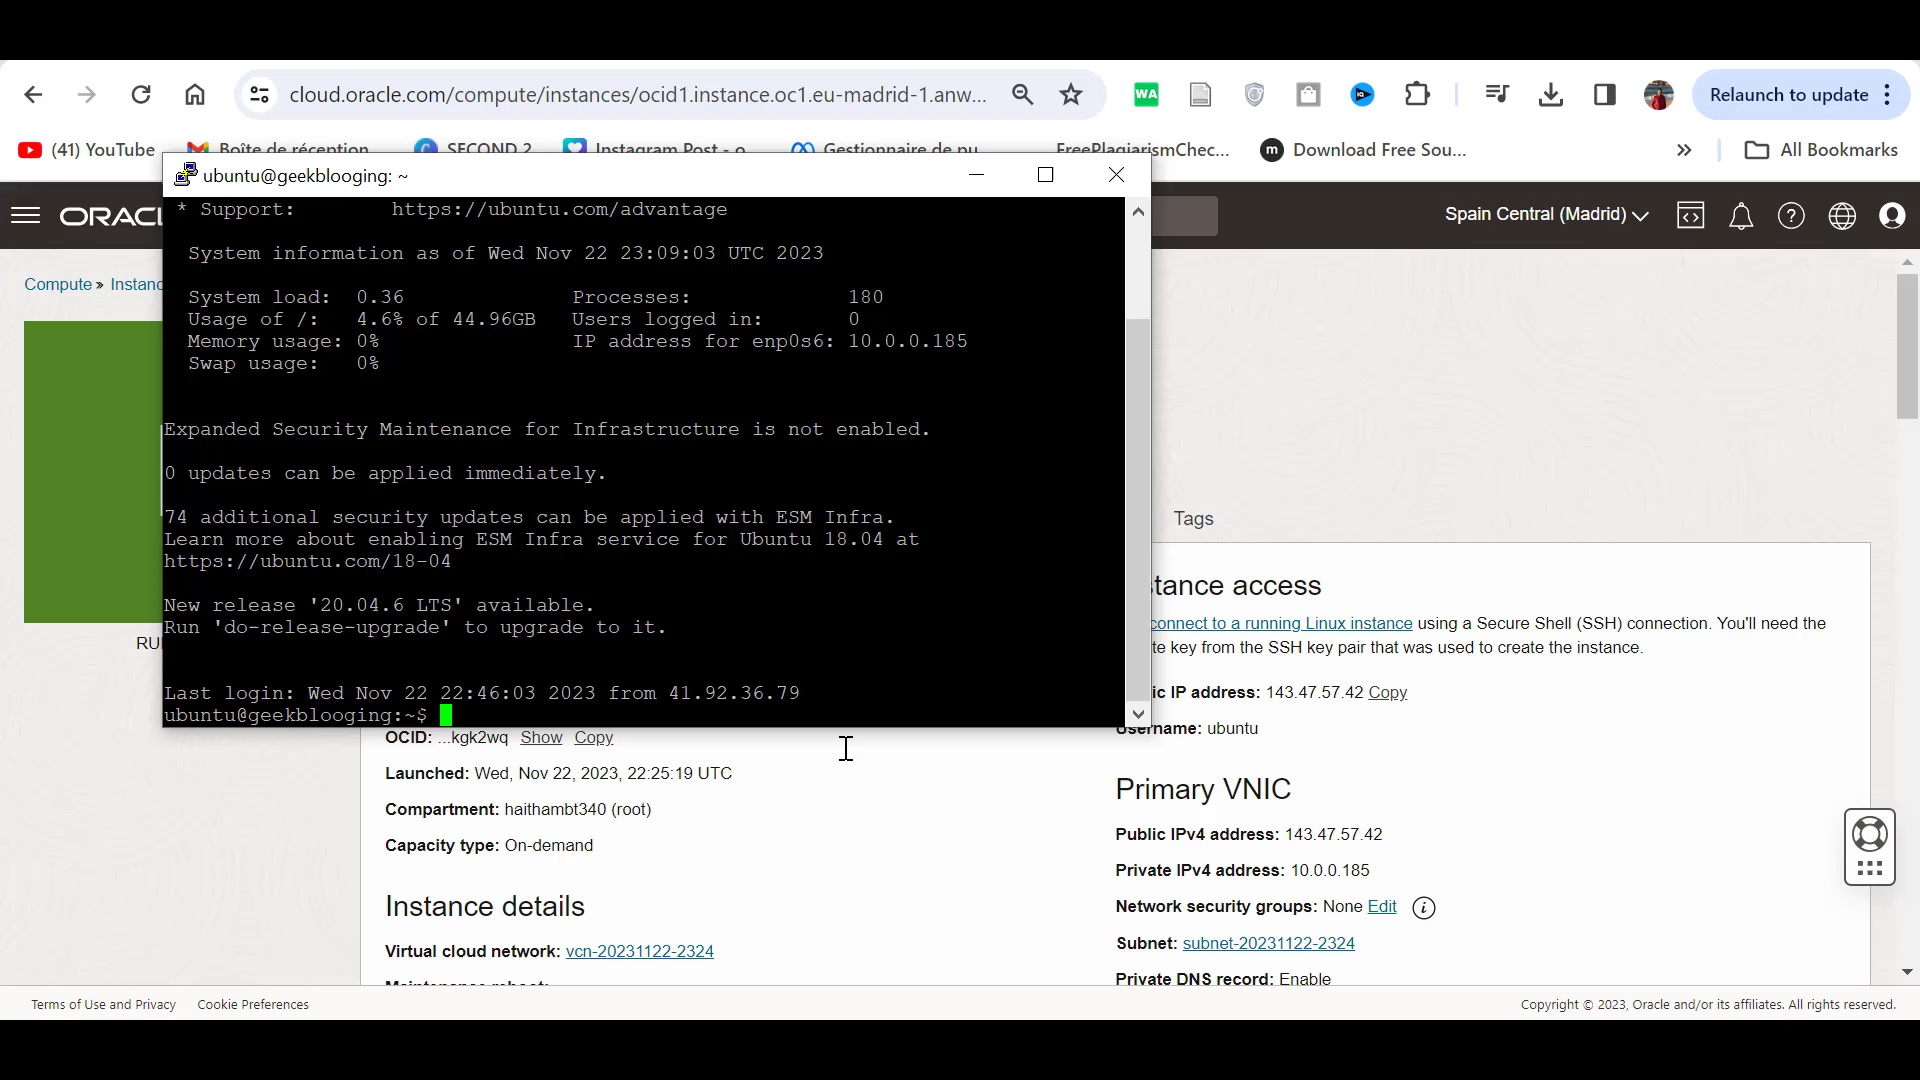 cloud.oracle.com/compute/instances/ocid1.instance.oc1.eu-madrid-1.anw...
WA
Relaunch to update
(41) YouTube
Boîte de réception
SECOND 2
Instagram Post - o
Gestionnaire de pu
FreePlagiarismChec...
m
Download Free Sou...
All Bookmarks
ubuntu@geekblooging: ~
Spain Central (Madrid)
Compute »
* Support: https://ubuntu.com/advantage
System information as of Wed Nov 22 23:09:03 UTC 2023
System load: 0.36 Processes: 180
Usage of /: 4.6% of 44.96GB Users logged in: 0
Memory usage: 0% IP address for enp0s6: 10.0.0.185
Swap usage: 0%
Expanded Security Maintenance for Infrastructure is not enabled.
0 updates can be applied immediately.
74 additional security updates can be applied with ESM Infra.
Learn more about enabling ESM Infra service for Ubuntu 18.04 at
https://ubuntu.com/18-04
New release '20.04.6 LTS' available.
Run 'do-release-upgrade' to upgrade to it.
Last login: Wed Nov 22 22:46:03 2023 from 41.92.36.79
ubuntu@geekblooging:~$
Tags
stance access
connect to a running Linux instance using a Secure Shell (SSH) connection. You'll need the
te key from the SSH key pair that was used to create the instance.
ic IP address: 143.47.57.42 Copy
Username: ubuntu
OCID: ...kgk2wq Show Copy
Launched: Wed, Nov 22, 2023, 22:25:19 UTC
Compartment: haithambt340 (root)
Capacity type: On-demand
Instance details
Virtual cloud network: vcn-20231122-2324
Primary VNIC
Public IPv4 address: 143.47.57.42
Private IPv4 address: 10.0.0.185
Network security groups: None Edit
Subnet: subnet-20231122-2324
Private DNS record: Enable
Terms of Use and Privacy Cookie Preferences
Copyright © 2023, Oracle and/or its affiliates. All rights reserved.